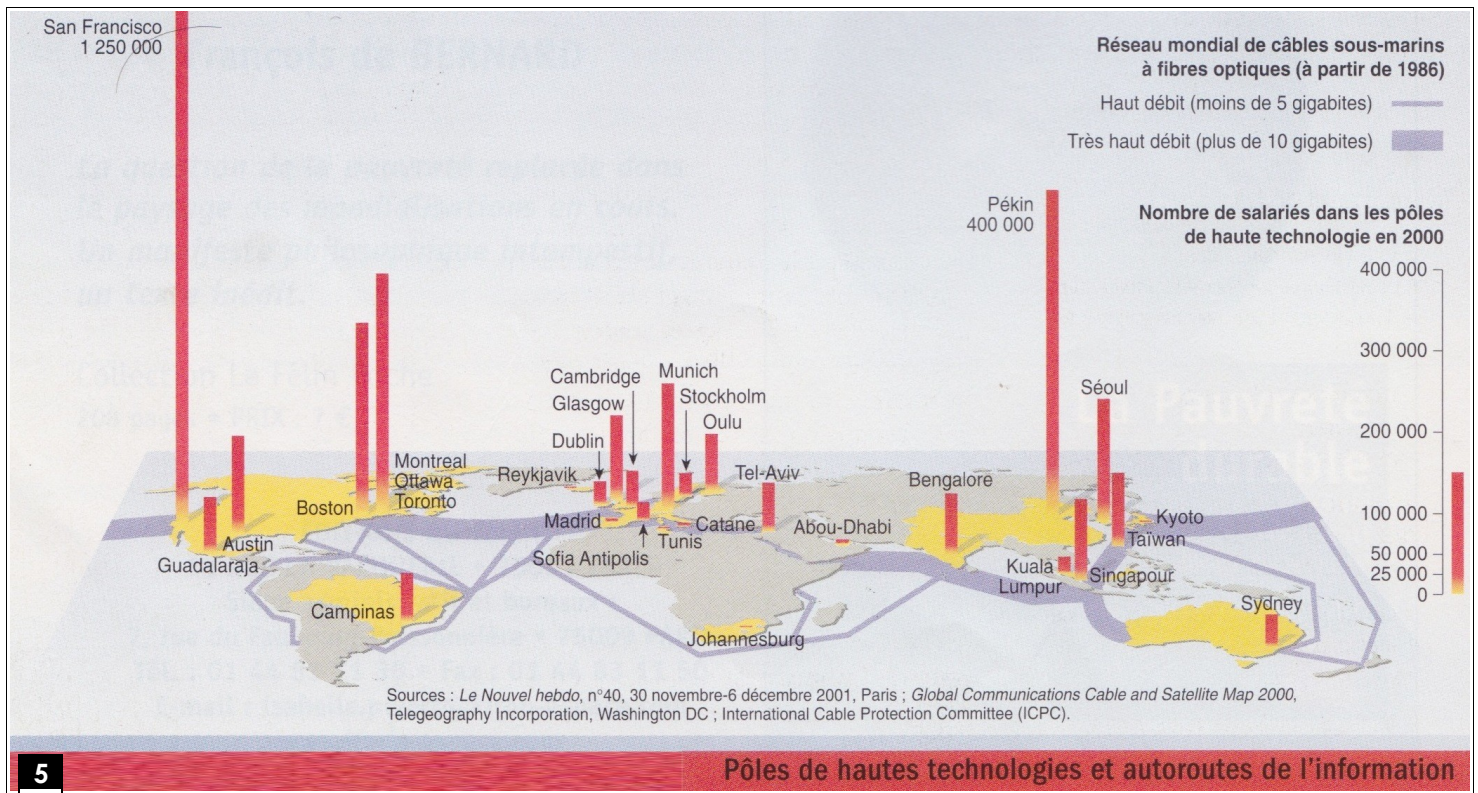 San Francisco
1 250 000
Réseau mondial de câbles sous-marins
à fibres optiques (à partir de 1986)
Haut débit (moins de 5 gigabites)
Très haut débit (plus de 10 gigabites)
Pékin
400 000
Nombre de salariés dans les pôles
de haute technologie en 2000
400 000
300 000
200 000
100 000
50 000
25 000
0
Munich
Cambridge
Stockholm
Glasgow
Oulu
Dublin
Séoul
Montreal
Ottawa
Toronto
Reykjavik
Tel-Aviv
Bengalore
Boston
Madrid
Catane
Abou-Dhabi
Kyoto
Austin
Tunis
Taïwan
Guadalaraja
Sofia Antipolis
Kuala
Lumpur
Singapour
Campinas
Sydney
Johannesburg
Sources : Le Nouvel hebdo, n°40, 30 novembre-6 décembre 2001, Paris ; Global Communications Cable and Satellite Map 2000,
Telegeography Incorporation, Washington DC ; International Cable Protection Committee (ICPC).
5
Pôles de hautes technologies et autoroutes de l'information